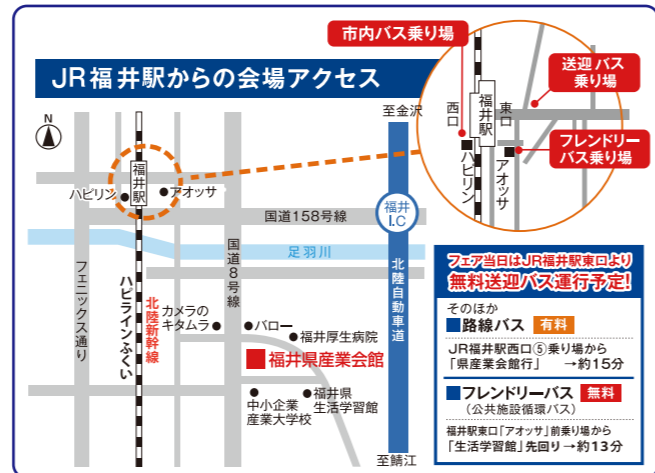 JR福井駅からの会場アクセス
市内バス乗り場
送迎バス
乗り場
福井駅
西口
東口
フレンドリー
バス乗り場
ハピリン
アオッサ
N
至金沢
福井駅
ハピリン
アオッサ
国道158号線
福井
I.C
足羽川
国道8号線
フェニックス通り
ハピラインふくい
北陸新幹線
北陸自動車道
カメラの
キタムラ
バロー
福井厚生病院
福井県産業会館
中小企業
産業大学校
福井県
生活学習館
至鯖江
フェア当日はJR福井駅東口より
無料送迎バス運行予定!
そのほか
■路線バス 有料
JR福井駅西口⑤乗り場から
「県産業会館行」 →約15分
■フレンドリーバス 無料
(公共施設循環バス)
福井駅東口「アオッサ」前乗り場から
「生活学習館」先回り→約13分